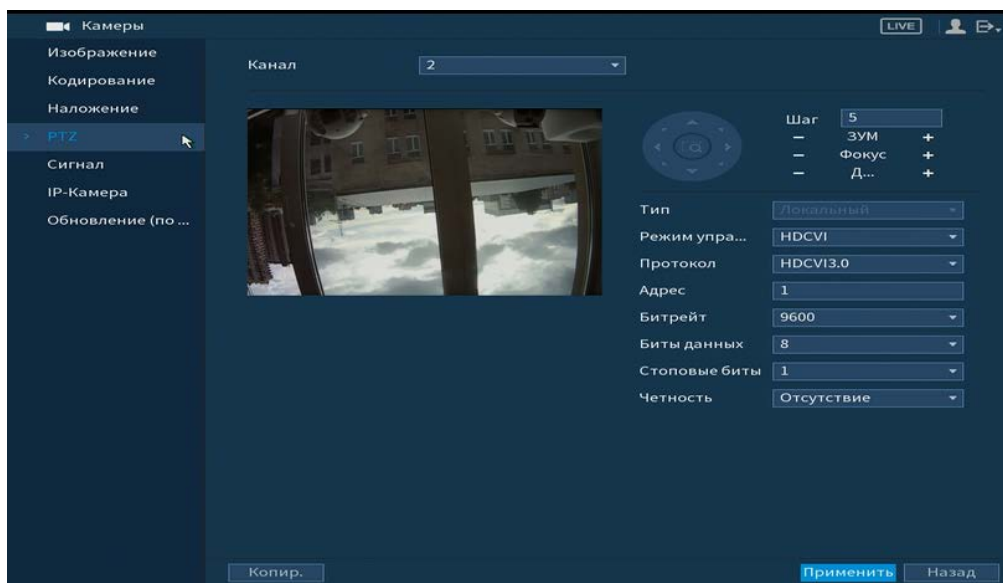 Камеры
LIVE
Изображение
Кодирование
Наложение
PTZ
Сигнал
IP-Камера
Обновление (по ...
Канал 2
Шаг 5
– ЗУМ +
– Фокус +
– Д... +
Тип Локальный
Режим упра... HDCVI
Протокол HDCVI3.0
Адрес 1
Битрейт 9600
Биты данных 8
Стоповые биты 1
Четность Отсутствие
Копир.
Применить
Назад